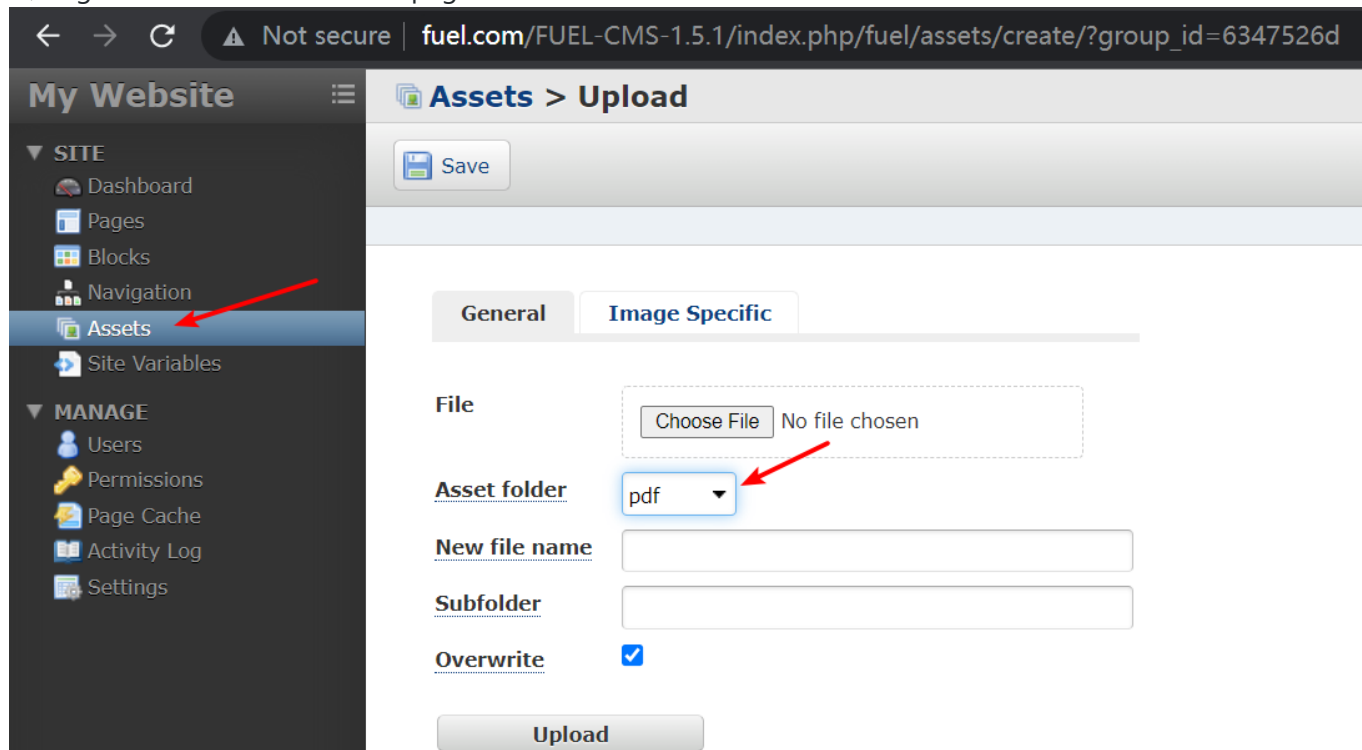 Not secure fuel.com/FUEL-CMS-1.5.1/index.php/fuel/assets/create/?group_id=6347526d
My Website
SITE
Dashboard
Pages
Blocks
Navigation
Assets
Site Variables
MANAGE
Users
Permissions
Page Cache
Activity Log
Settings
Assets > Upload
Save
General Image Specific
File Choose File No file chosen
Asset folder pdf
New file name
Subfolder
Overwrite
Upload